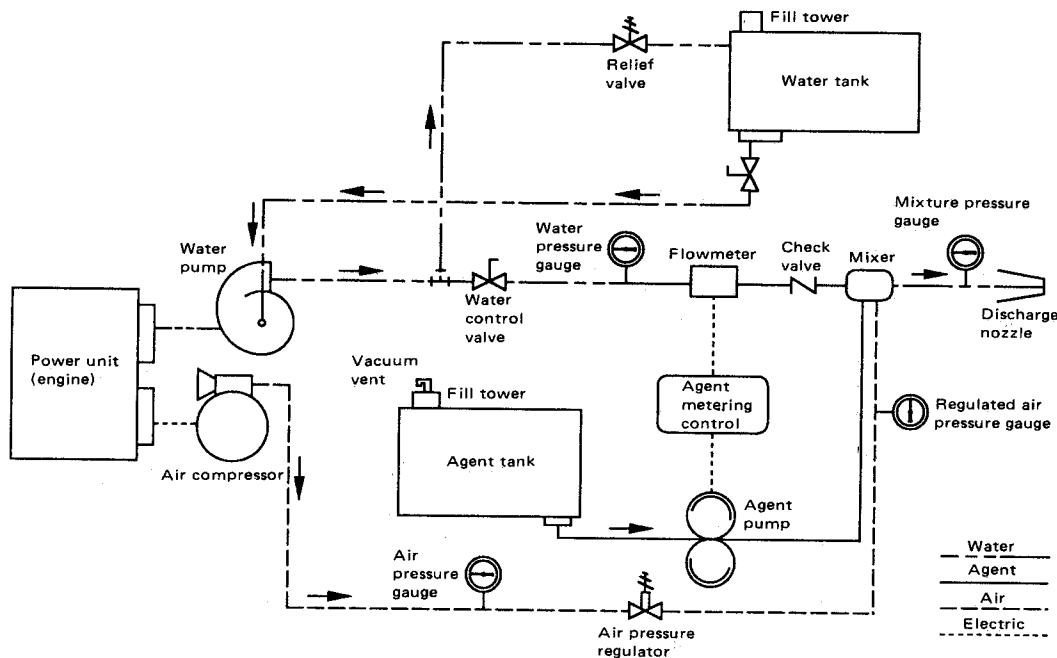 Fill tower
Relief
valve
Water tank
Water
pump
Water
pressure
gauge
Flowmeter
Check
valve
Mixer
Mixture pressure
gauge
Water
control
valve
Discharge
nozzle
Power unit
(engine)
Vacuum
vent
Fill tower
Agent
metering
control
Regulated air
pressure gauge
Air compressor
Agent tank
Agent
pump
Air
pressure
gauge
Air pressure
regulator
Water
Agent
Air
Electric